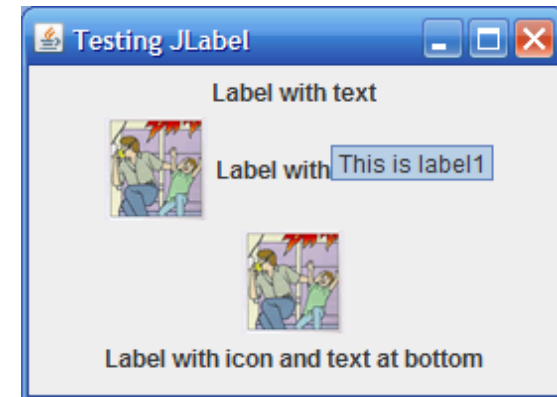 Testing JLabel
Label with text
Label with This is label1
Label with icon and text at bottom